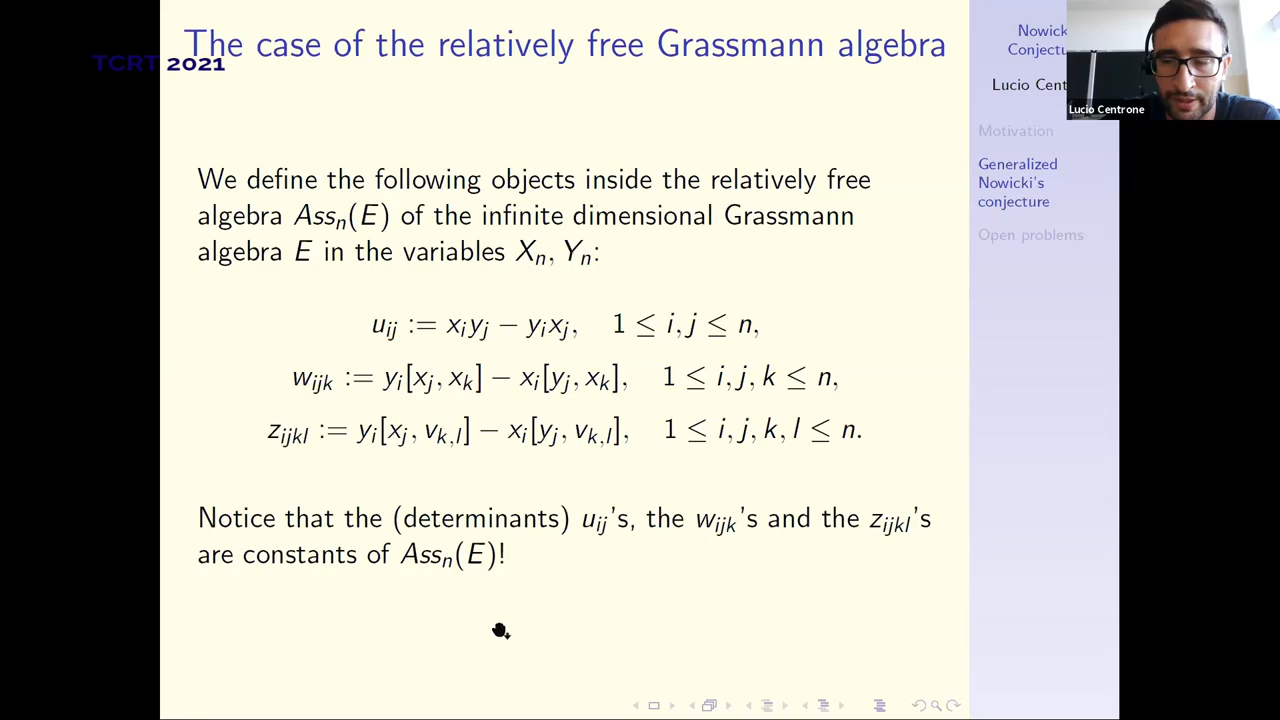 The case of the relatively free Grassmann algebra
TCRT 2021
We define the following objects inside the relatively free
algebra Assₙ(E) of the infinite dimensional Grassmann
algebra E in the variables Xₙ, Yₙ:
uᵢⱼ := xᵢyⱼ − yᵢxⱼ, 1 ≤ i, j ≤ n,
wᵢⱼₖ := yᵢ[xⱼ, xₖ] − xᵢ[yⱼ, xₖ], 1 ≤ i, j, k ≤ n,
zᵢⱼₖₗ := yᵢ[xⱼ, vₖ,ₗ] − xᵢ[yⱼ, vₖ,ₗ], 1 ≤ i, j, k, l ≤ n.
Notice that the (determinants) uᵢⱼ's, the wᵢⱼₖ's and the zᵢⱼₖₗ's
are constants of Assₙ(E)!
Nowick
Conjectu
Lucio Cent
Lucio Centrone
Motivation
Generalized
Nowicki's
conjecture
Open problems